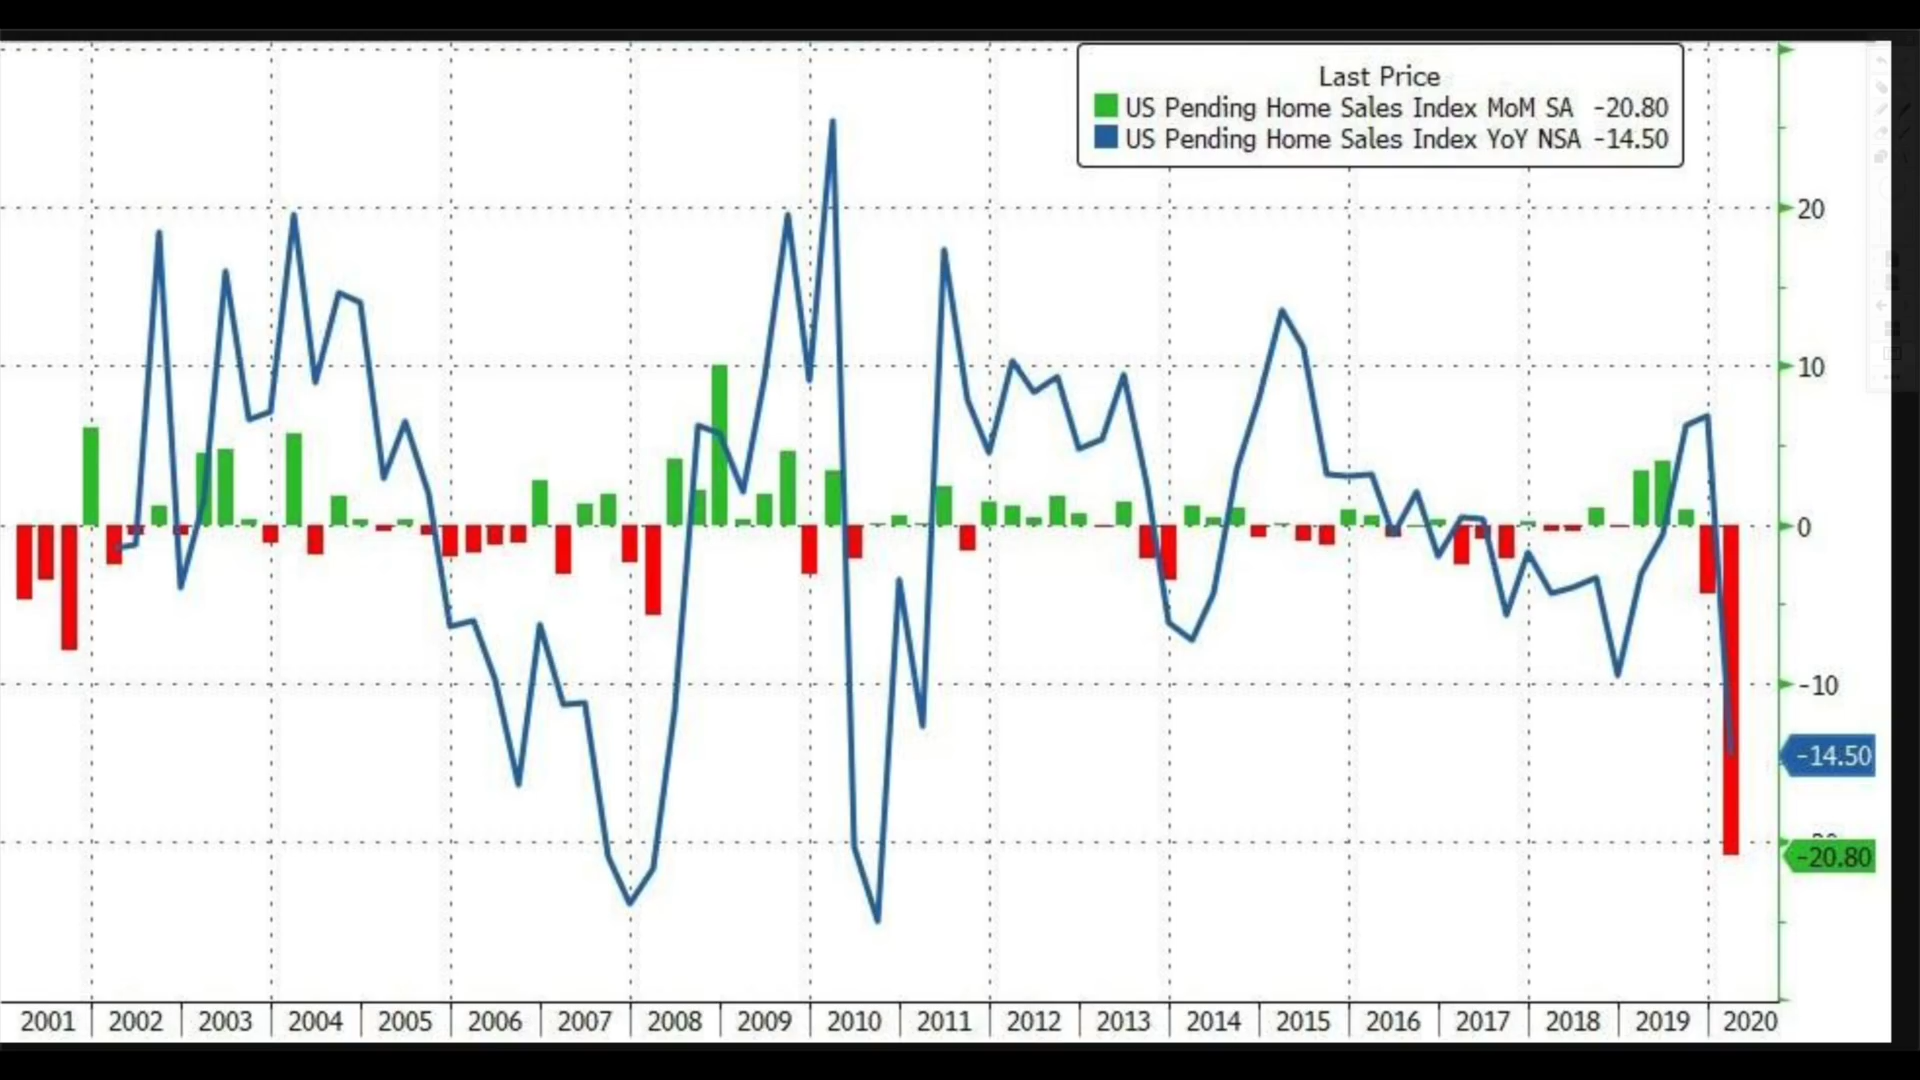 Last Price
US Pending Home Sales Index MoM SA -20.80
US Pending Home Sales Index YoY NSA -14.50
20
10
0
-10
-14.50
-20.80
2001 2002 2003 2004 2005 2006 2007 2008 2009 2010 2011 2012 2013 2014 2015 2016 2017 2018 2019 2020